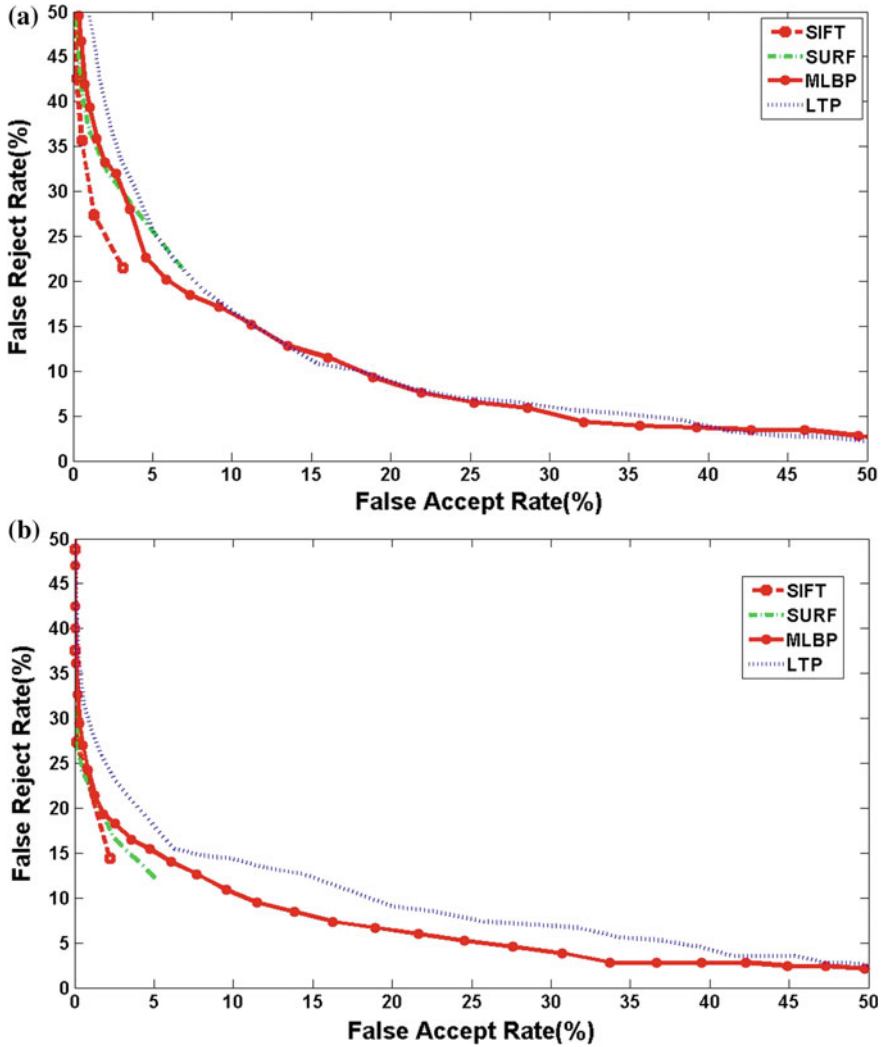 (a)
False Reject Rate(%)
50
45
40
35
30
25
20
15
10
5
0
SIFT
SURF
MLBP
LTP
0 5 10 15 20 25 30 35 40 45 50
False Accept Rate(%)
(b)
False Reject Rate(%)
50
45
40
35
30
25
20
15
10
5
0
SIFT
SURF
MLBP
LTP
0 5 10 15 20 25 30 35 40 45 50
False Accept Rate(%)